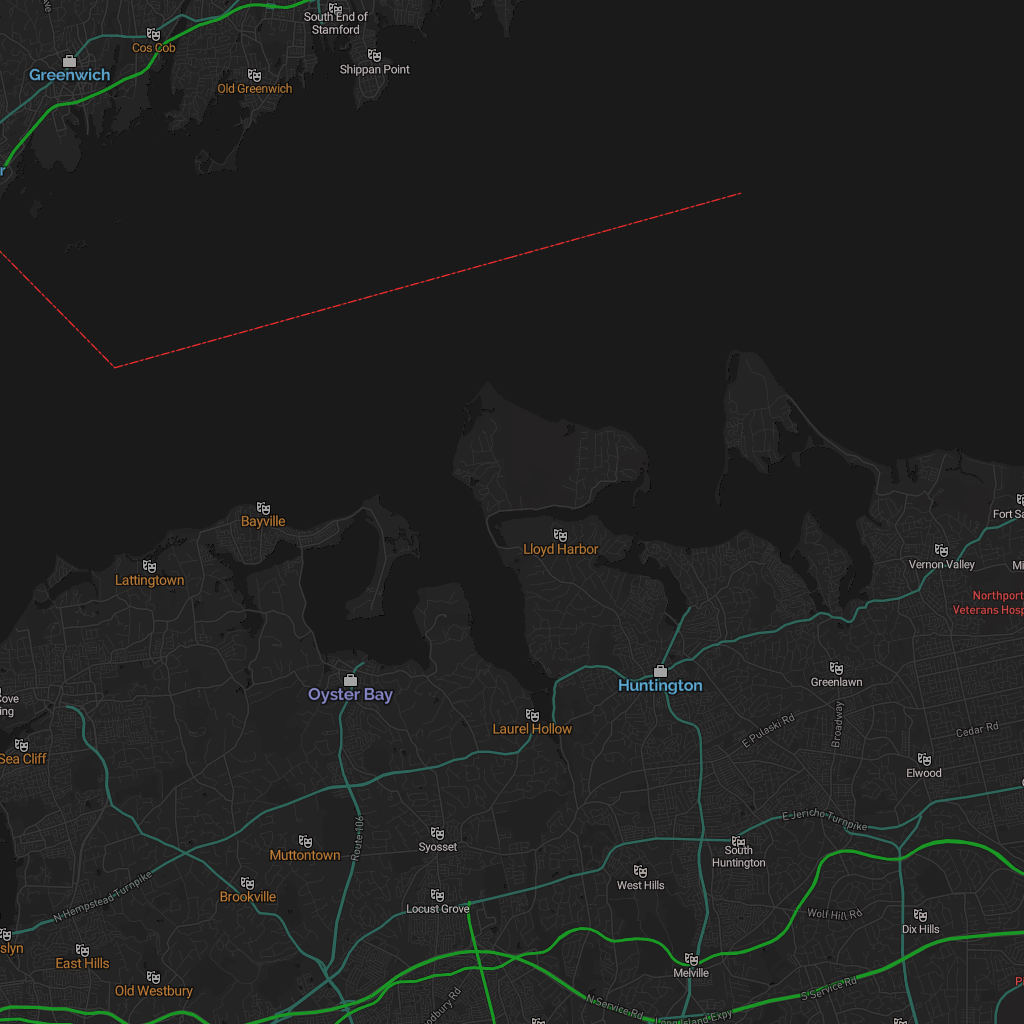 South End of
Stamford
Cos Cob
Greenwich
Shippan Point
Old Greenwich
r
Bayville
Lloyd Harbor
Fort Sa
Vernon Valley
Mi
Lattingtown
Northport
Veterans Hosp
Oyster Bay
Huntington
Greenlawn
Cove
ing
Laurel Hollow
E Pulaski Rd
Broadway
Cedar Rd
Sea Cliff
Elwood
E Jericho Turnpike
Route 106
Muttontown
Syosset
South
Huntington
West Hills
Brookville
N Hempstead Turnpike
Locust Grove
Wolf Hill Rd
Dix Hills
slyn
East Hills
Old Westbury
Melville
P
S Service Rd
N Service Rd
odbury Rd
Long Island Expy